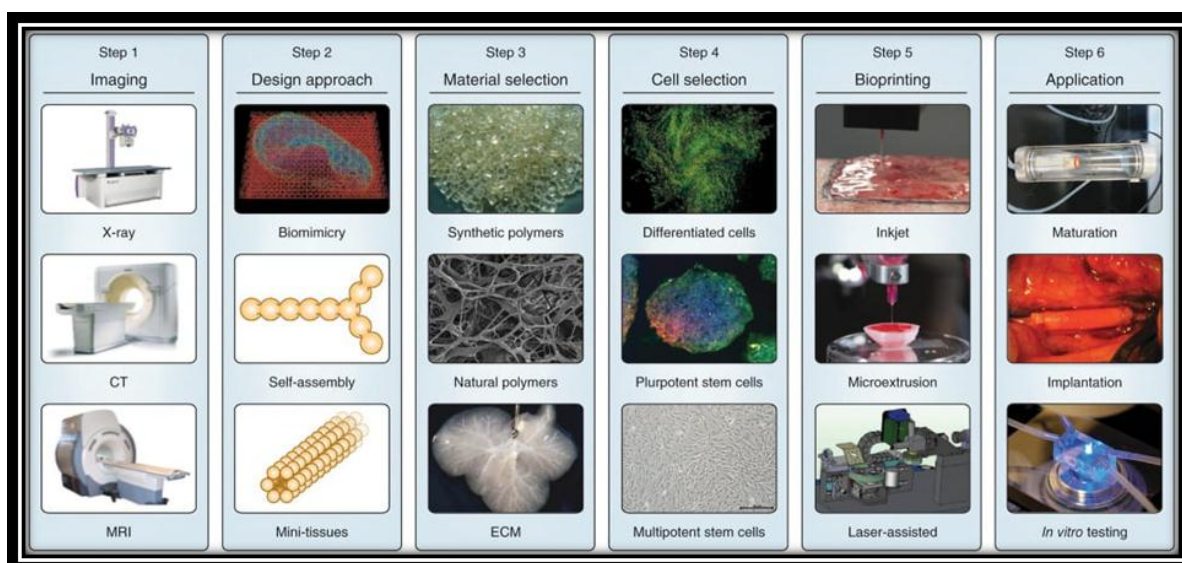 Step 1
Imaging
X-ray
CT
MRI
Step 2
Design approach
Biomimicry
Self-assembly
Mini-tissues
Step 3
Material selection
Synthetic polymers
Natural polymers
ECM
Step 4
Cell selection
Differentiated cells
Plurpotent stem cells
Multipotent stem cells
Step 5
Bioprinting
Inkjet
Microextrusion
Laser-assisted
Step 6
Application
Maturation
Implantation
In vitro testing